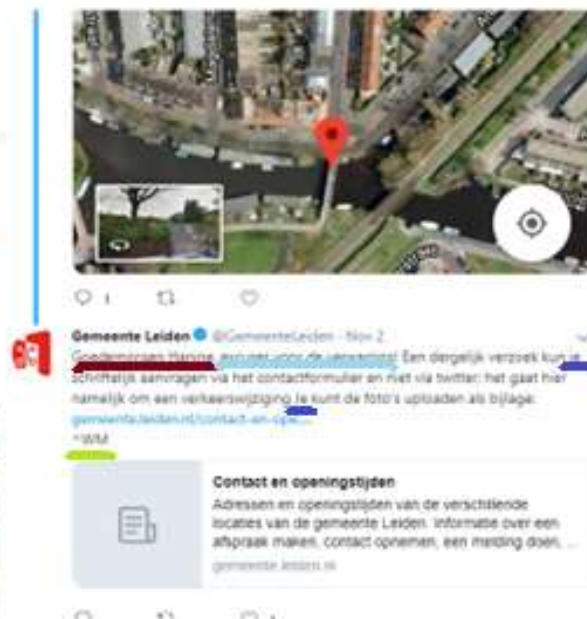 1
Gemeente Leiden @GemeenteLeiden · Nov 2
Goedemorgen excuses voor de verwarring! Een dergelijk verzoek kun je
schriftelijk aanvragen via het contactformulier en niet via twitter; het gaat hier
namelijk om een verkeerswijziging Je kunt de foto's uploaden als bijlage:
gemeente.leiden.nl/contact-en-ope...
^WM
Contact en openingstijden
Adressen en openingstijden van de verschillende
locaties van de gemeente Leiden. Informatie over een
afspraak maken, contact opnemen, een melding doen, ...
gemeente.leiden.nl